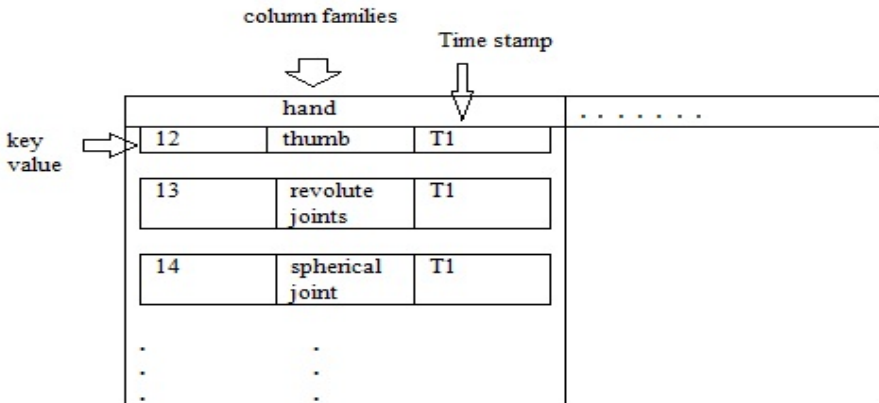 column families
Time stamp
hand
. . . . . . .
key
value
12 thumb T1
13 revolute joints T1
14 spherical joint T1
. .
. .
. .